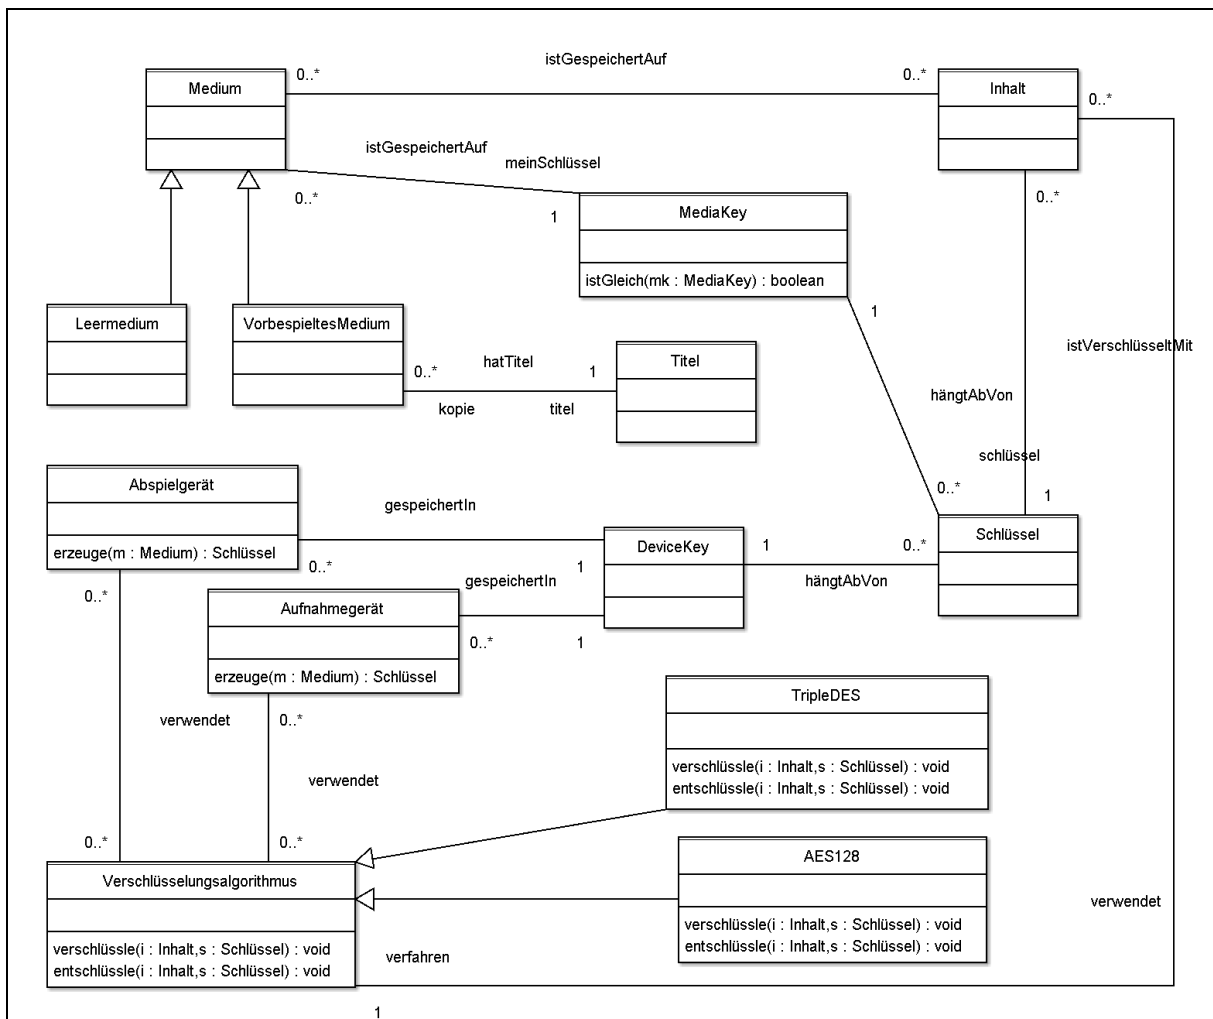 istGespeichertAuf
0..*
0..*
Medium
Inhalt
0..*
istGespeichertAuf
meinSchlüssel
0..*
1
MediaKey
0..*
istGleich(mk : MediaKey) : boolean
1
Leermedium
VorbespieltesMedium
istVerschlüsseltMit
hatTitel
0..*
1
Titel
kopie
titel
hängtAbVon
schlüssel
Abspielgerät
gespeichertIn
0..*
1
erzeuge(m : Medium) : Schlüssel
Schlüssel
DeviceKey
1
0..*
0..*
1
gespeichertIn
hängtAbVon
0..*
Aufnahmegerät
0..*
1
erzeuge(m : Medium) : Schlüssel
TripleDES
verwendet
0..*
verschlüssle(i : Inhalt,s : Schlüssel) : void
entschlüssle(i : Inhalt,s : Schlüssel) : void
verwendet
0..*
0..*
AES128
Verschlüsselungsalgorithmus
verwendet
verschlüssle(i : Inhalt,s : Schlüssel) : void
entschlüssle(i : Inhalt,s : Schlüssel) : void
verschlüssle(i : Inhalt,s : Schlüssel) : void
entschlüssle(i : Inhalt,s : Schlüssel) : void
verfahren
1